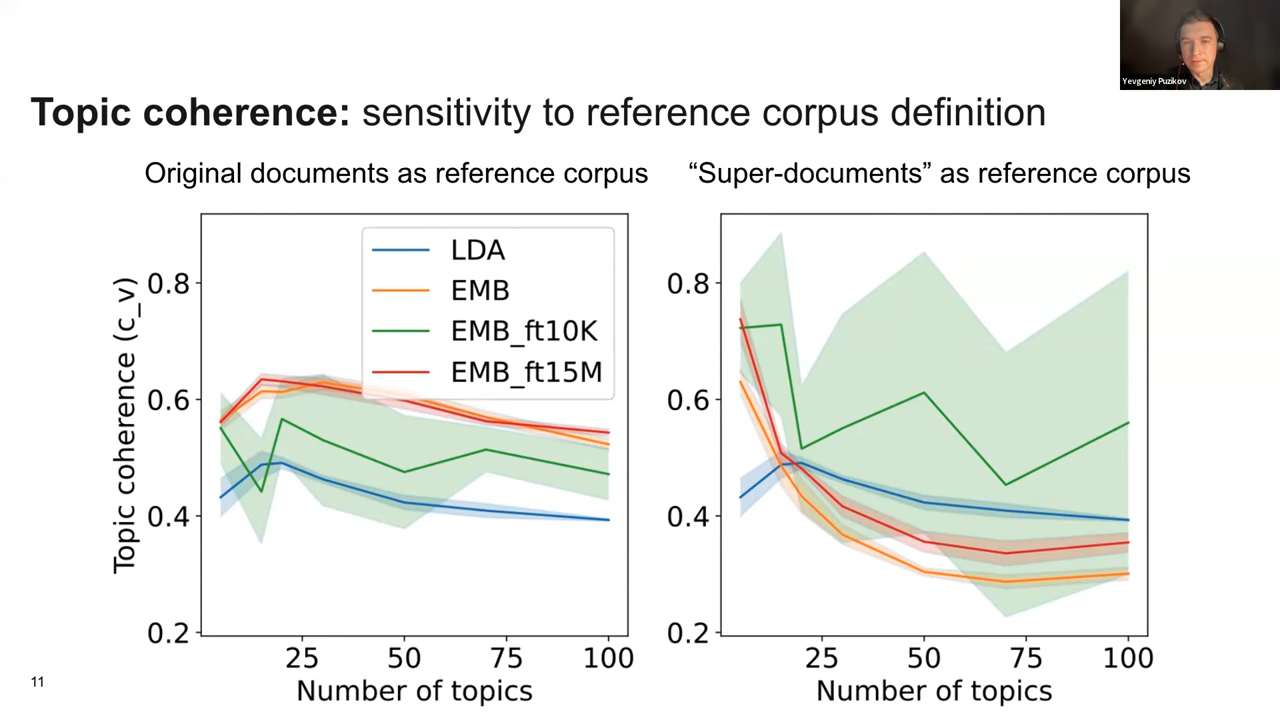 Yevgeniy Puzikov
Topic coherence: sensitivity to reference corpus definition
Original documents as reference corpus
“Super-documents” as reference corpus
LDA
EMB
EMB_ft10K
EMB_ft15M
Topic coherence (c_v)
0.8
0.6
0.4
0.2
25 50 75 100
Number of topics
0.8
0.6
0.4
0.2
25 50 75 100
Number of topics
11